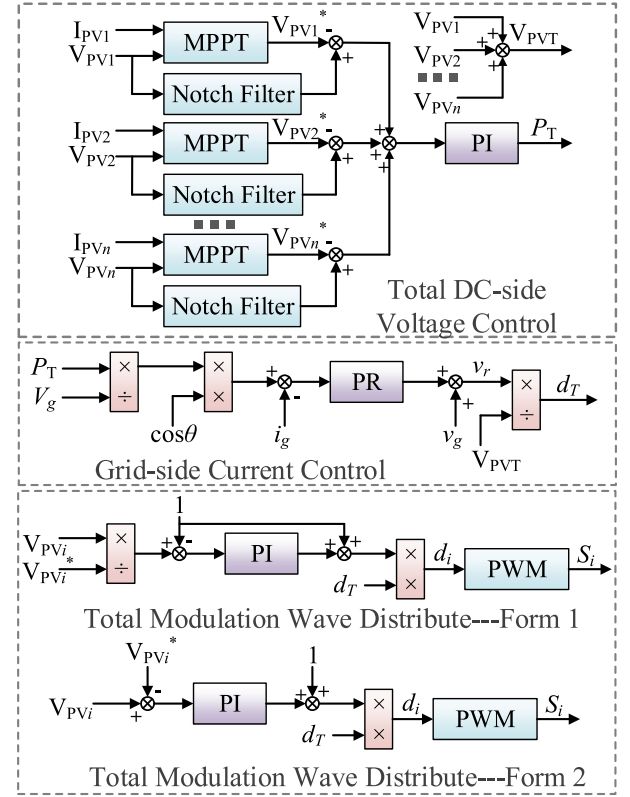 I_PV1 MPPT V_PV1* - V_PV1
V_PV1 + + V_PVT
Notch Filter + V_PV2 + +
I_PV2 MPPT V_PV2* - V_PVn
V_PV2 + + + PI P_T
Notch Filter +
I_PVn MPPT V_PVn* -
V_PVn +
Notch Filter
Total DC-side
Voltage Control
P_T × × + PR + v_r × d_T
V_g ÷ × - + ÷
cosθ i_g v_g V_PVT
Grid-side Current Control
1
V_PVi × + - PI + + × d_i PWM S_i
V_PVi* ÷ d_T ×
Total Modulation Wave Distribute---Form 1
V_PVi* 1
V_PVi + - PI + + × d_i PWM S_i
d_T ×
Total Modulation Wave Distribute---Form 2